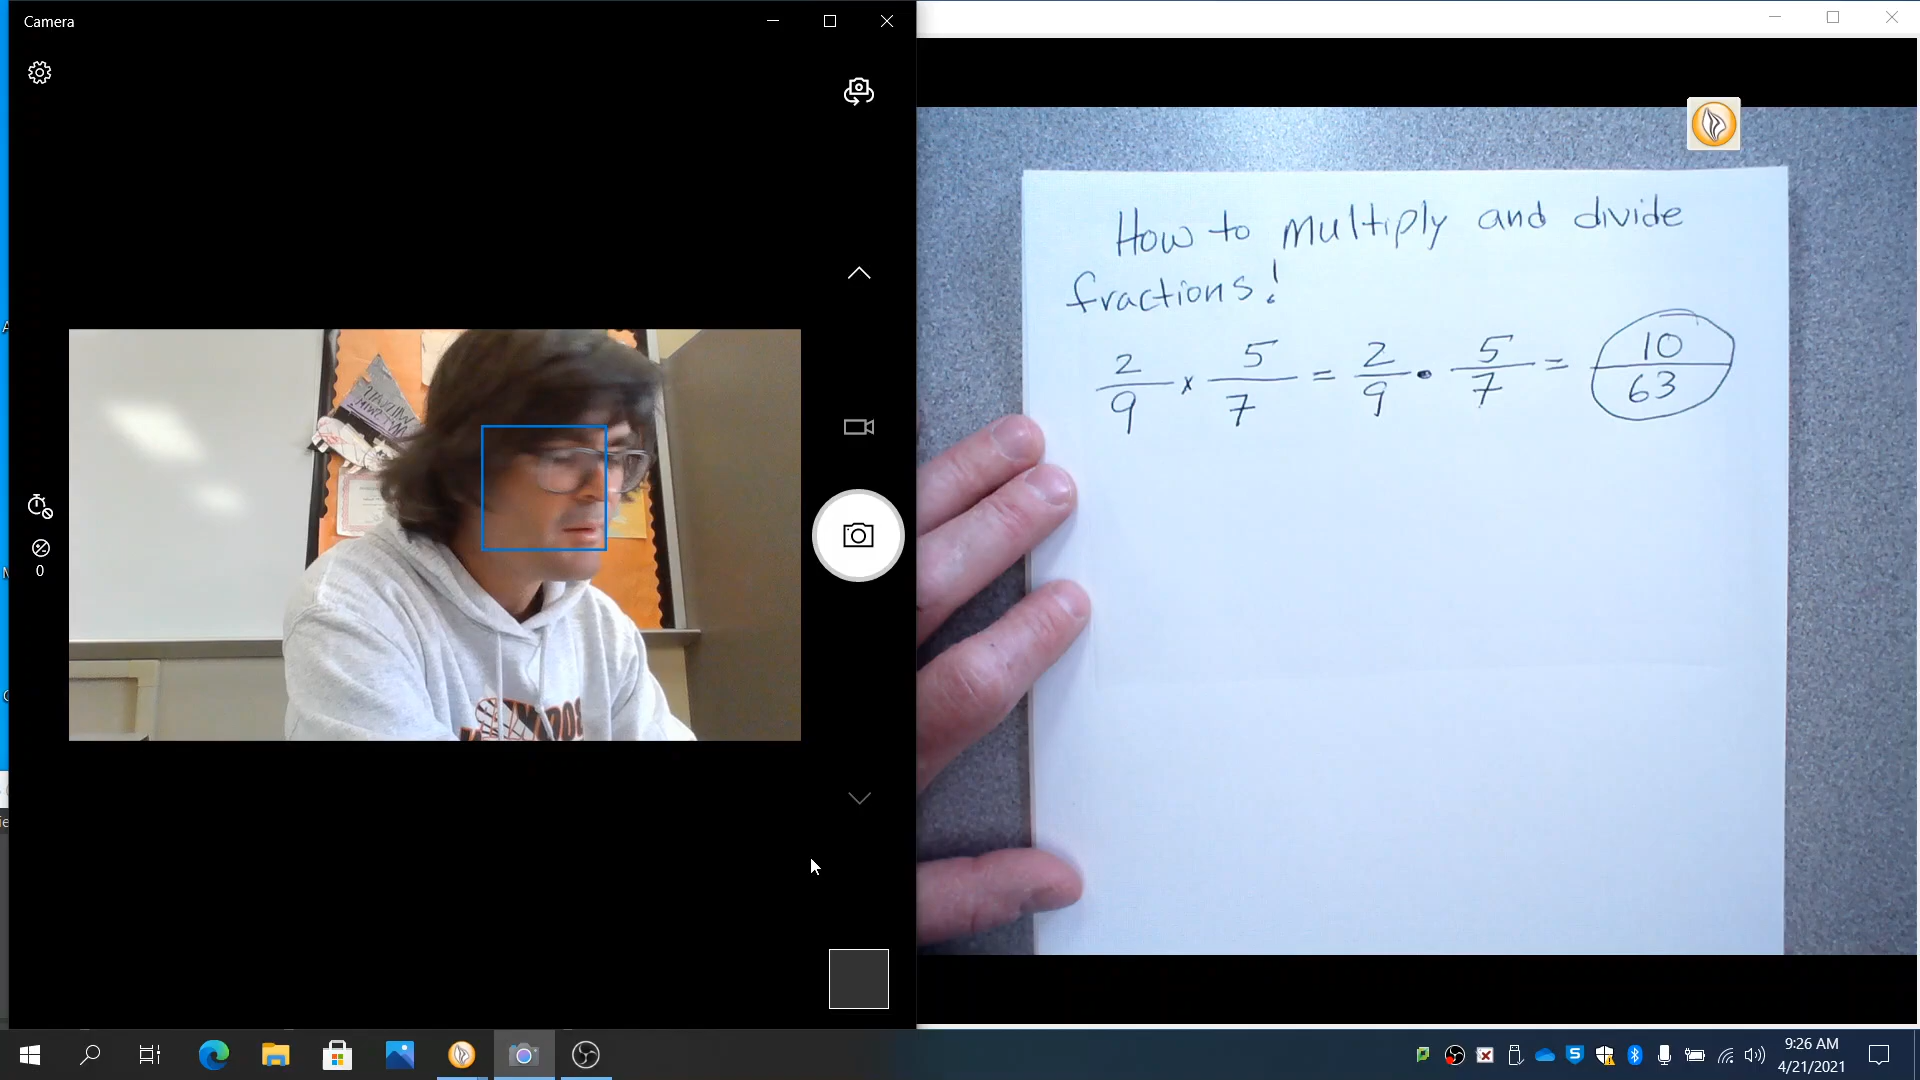 Camera
How to multiply and divide
fractions!
2/9 × 5/7 = 2/9 · 5/7 = 10/63
0
9:26 AM
4/21/2021